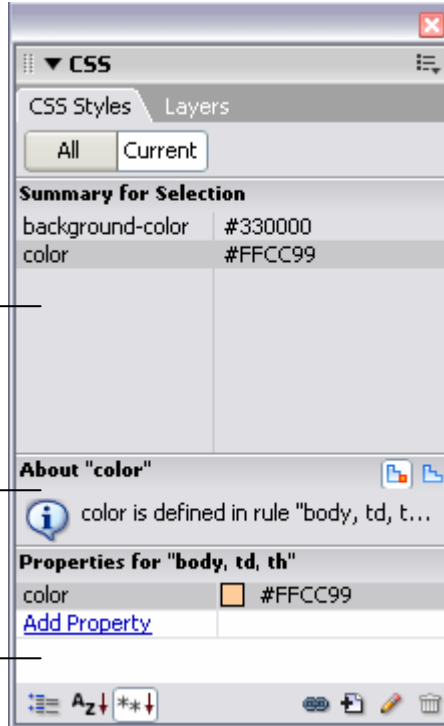 CSS
CSS Styles Layers
All Current
Summary for Selection
background-color #330000
color #FFCC99
About "color"
color is defined in rule "body, td, t...
Properties for "body, td, th"
color #FFCC99
Add Property
AZ **